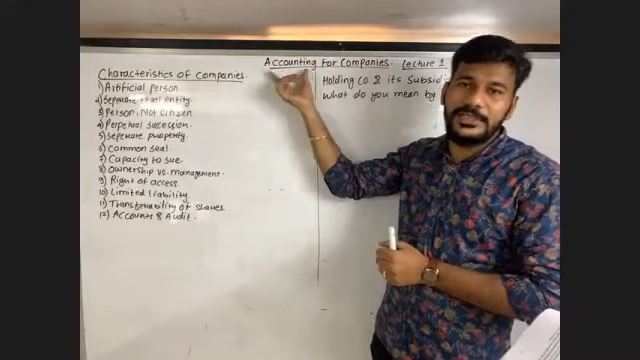 Accounting for Companies. Lecture 1
Characteristics of Companies.
1) Artificial person.
2) Seperate legal entity.
3) Person, Not Citizen
4) Perpetual succession.
5) Seperate property.
6) Common Seal.
7) Capacity to sue
8) Ownership vs. management.
9) Right of access
10) Limited liability.
11) Transferability of shares
12) Accounts & Audit.
Holding Co. & its Subsidi
What do you mean by